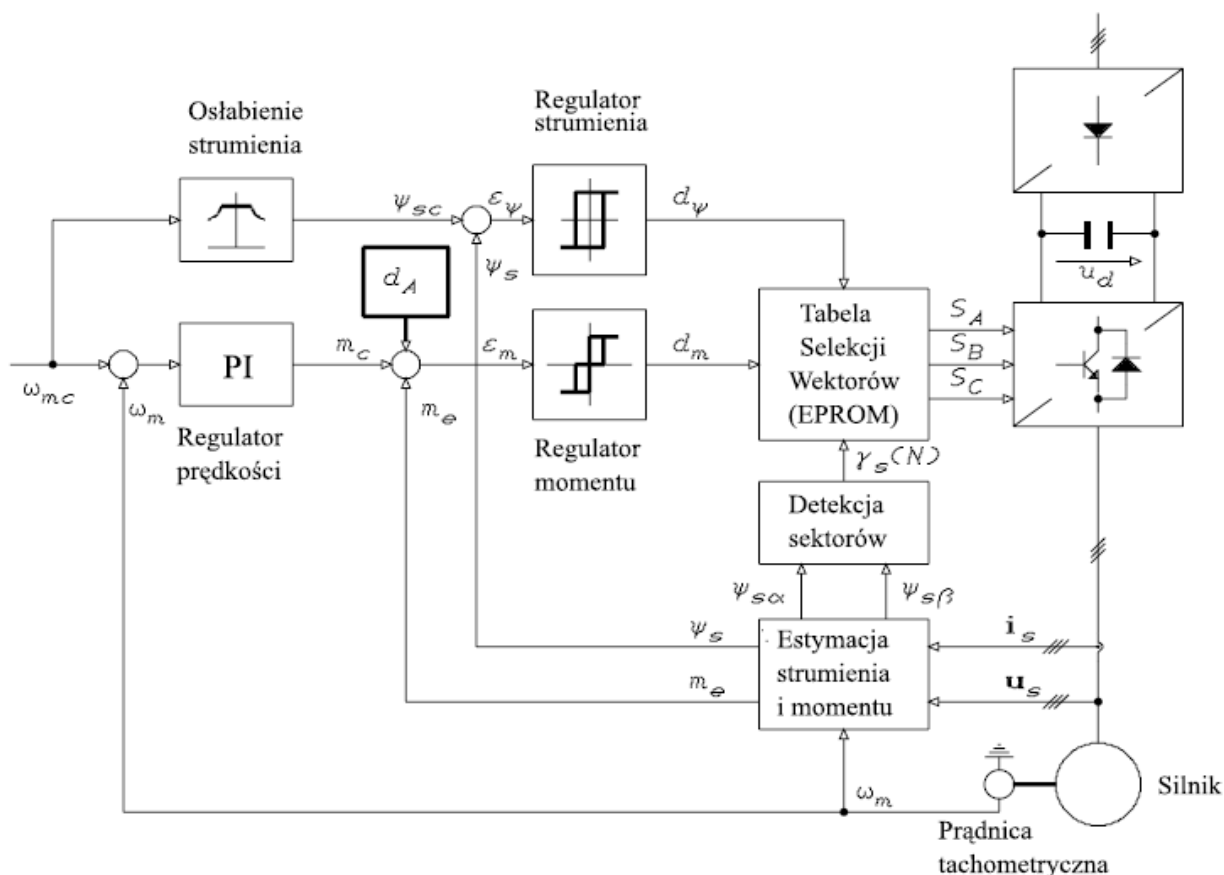 Osłabienie
strumienia
Regulator
strumienia
ψsc
εψ
dψ
ψs
dA
ud
PI
mc
εm
dm
Tabela
Selekcji
Wektorów
(EPROM)
SA
SB
SC
ωmc
ωm
me
Regulator
prędkości
Regulator
momentu
γs(N)
Detekcja
sektorów
ψsα
ψsβ
ψs
me
Estymacja
strumienia
i momentu
is
us
ωm
Silnik
Prądnica
tachometryczna